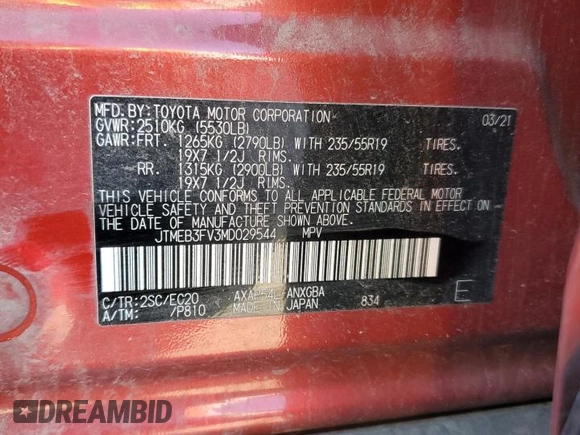 MFD. BY: TOYOTA MOTOR CORPORATION 03/21
GVWR: 2510KG (5530LB)
GAWR: FRT. 1265KG (2790LB) WITH 235/55R19 TIRES.
19X7 1/2J RIMS.
RR. 1315KG (2900LB) WITH 235/55R19 TIRES.
19X7 1/2J RIMS.
THIS VEHICLE CONFORMS TO ALL APPLICABLE FEDERAL MOTOR
VEHICLE SAFETY AND THEFT PREVENTION STANDARDS IN EFFECT ON
THE DATE OF MANUFACTURE SHOWN ABOVE.
JTMEB3FV3MD029544 MPV
C/TR: 2SC/EC20 ANXGBA
A/TM: /P810 MADE IN JAPAN 834 E
DREAMBID